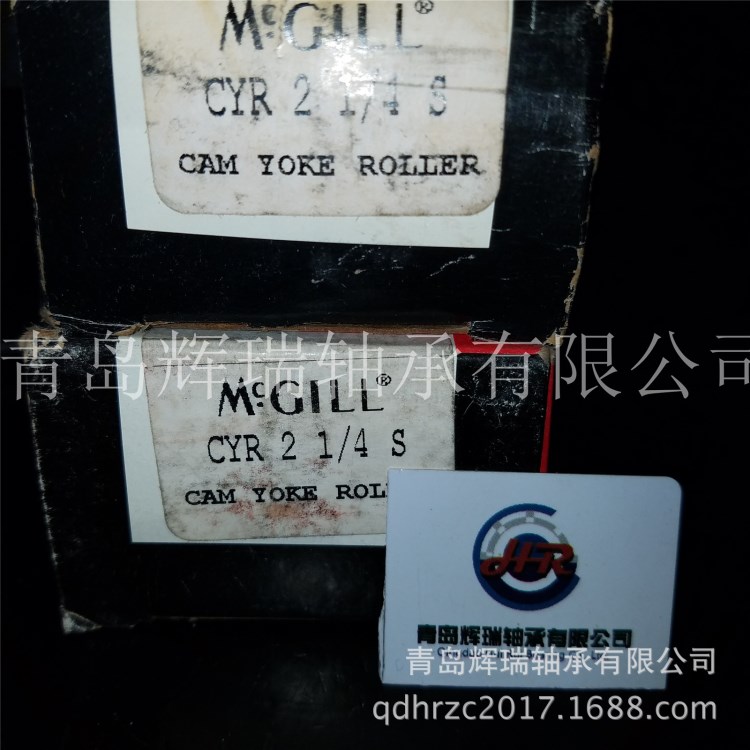 McGILL®
CYR 2 1/4 S
CAM YOKE ROLLER
青岛辉瑞轴承有限公司
McGILL®
CYR 2 1/4 S
CAM YOKE ROLL
HR
青岛辉瑞轴承有限公司
青岛辉瑞轴承有限公司
qdhrzc2017.1688.com